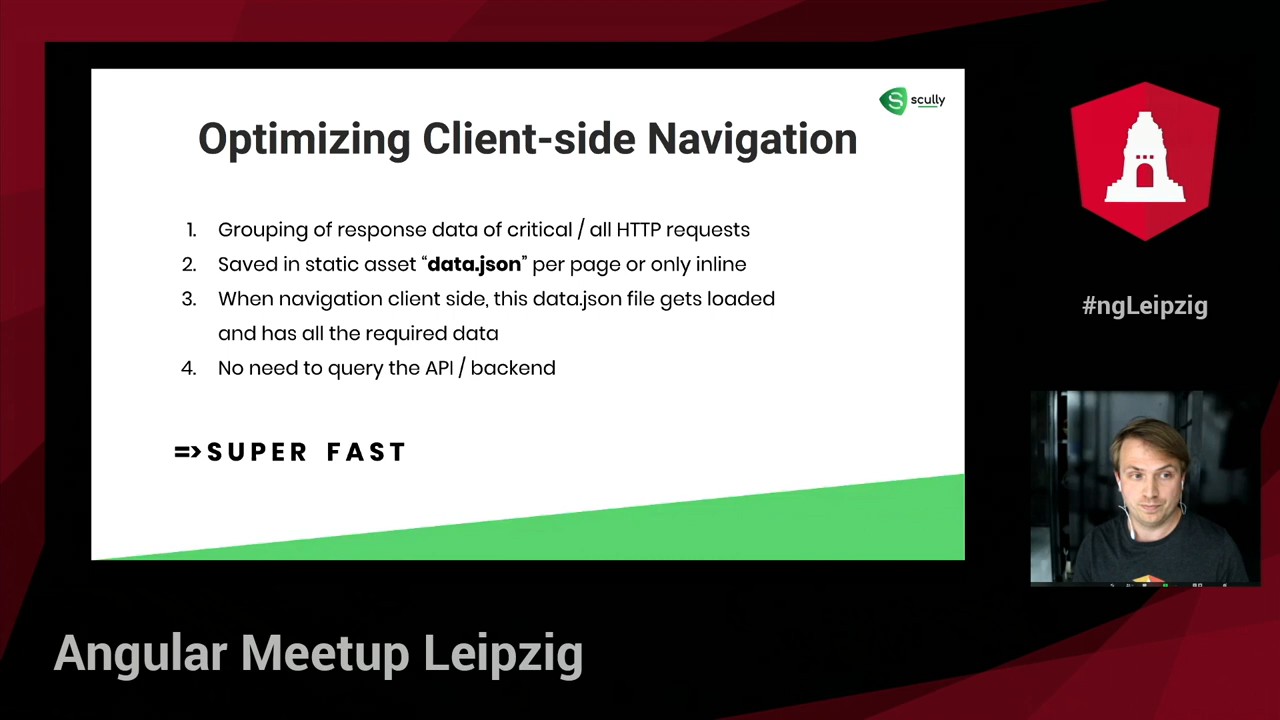 scully
Optimizing Client-side Navigation
1. Grouping of response data of critical / all HTTP requests
2. Saved in static asset “data.json” per page or only inline
3. When navigation client side, this data.json file gets loaded
and has all the required data
4. No need to query the API / backend
=> SUPER FAST
#ngLeipzig
Angular Meetup Leipzig